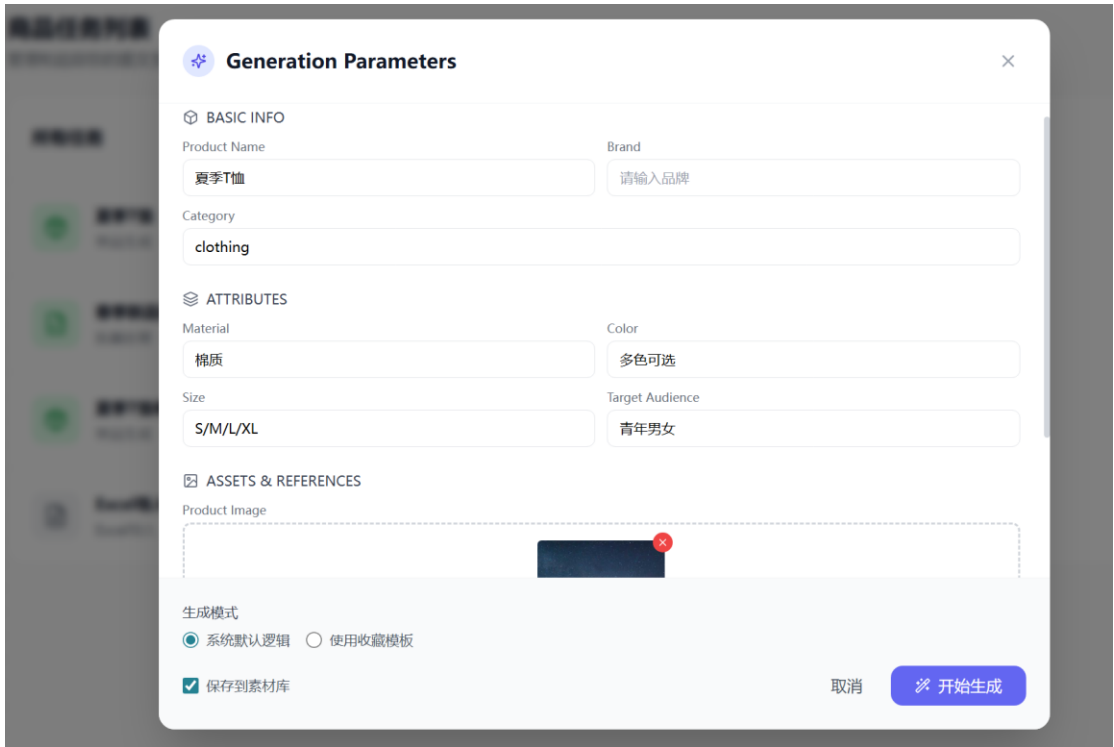 Generation Parameters
BASIC INFO
Product Name
Brand
夏季T恤
请输入品牌
Category
clothing
ATTRIBUTES
Material
Color
棉质
多色可选
Size
Target Audience
S/M/L/XL
青年男女
ASSETS & REFERENCES
Product Image
生成模式
系统默认逻辑 使用收藏模板
保存到素材库
取消 开始生成